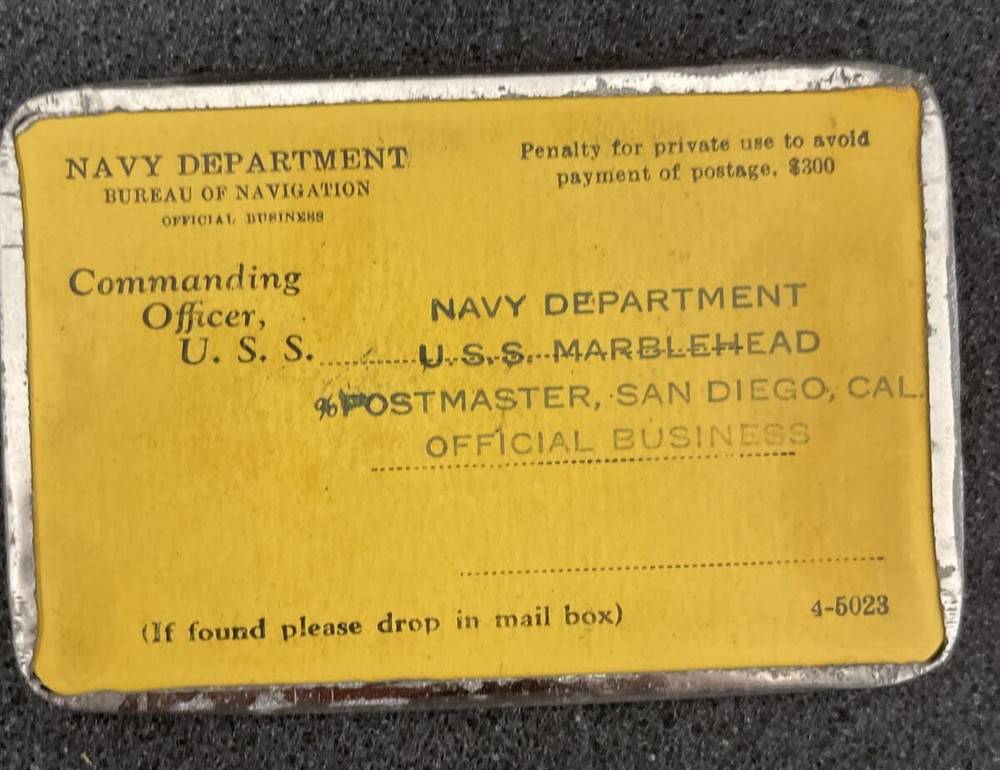 NAVY DEPARTMENT
BUREAU OF NAVIGATION
OFFICIAL BUSINESS
Penalty for private use to avoid
payment of postage, $300
Commanding
Officer,
U. S. S.
NAVY DEPARTMENT
U.S.S. MARBLEHEAD
% POSTMASTER, SAN DIEGO, CAL.
OFFICIAL BUSINESS
(If found please drop in mail box)
4-5023